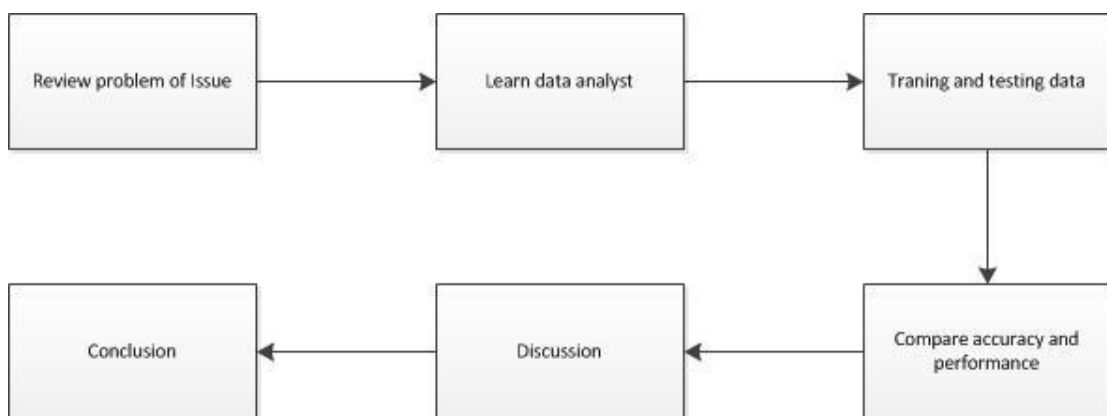 Review problem of Issue
Learn data analyst
Traning and testing data
Compare accuracy and
performance
Discussion
Conclusion